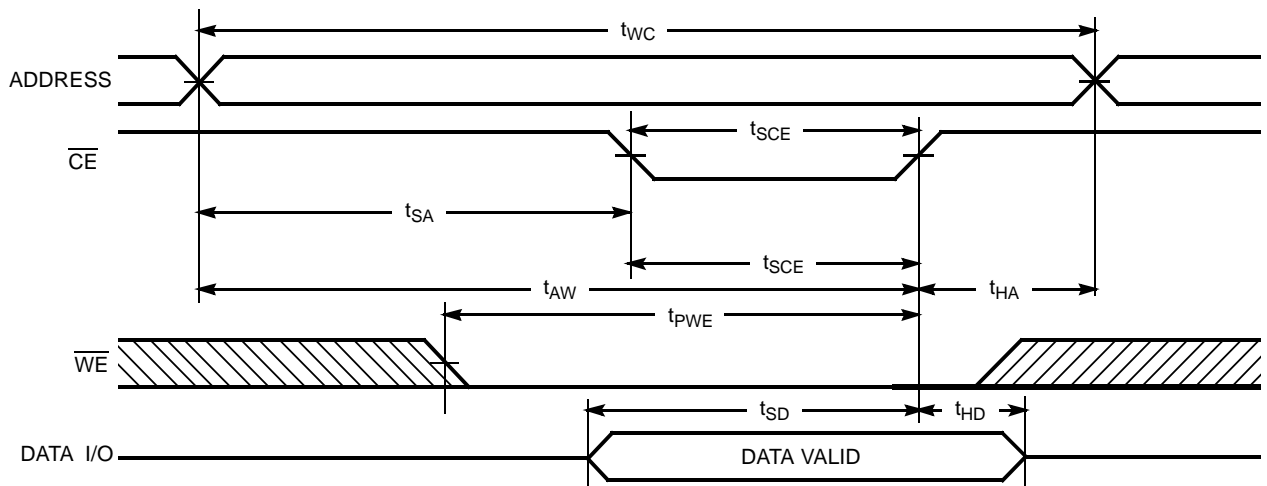 tWC
ADDRESS
tSCE
CE
tSA
tSCE
tAW
tHA
tPWE
WE
tSD
tHD
DATA I/O
DATA VALID